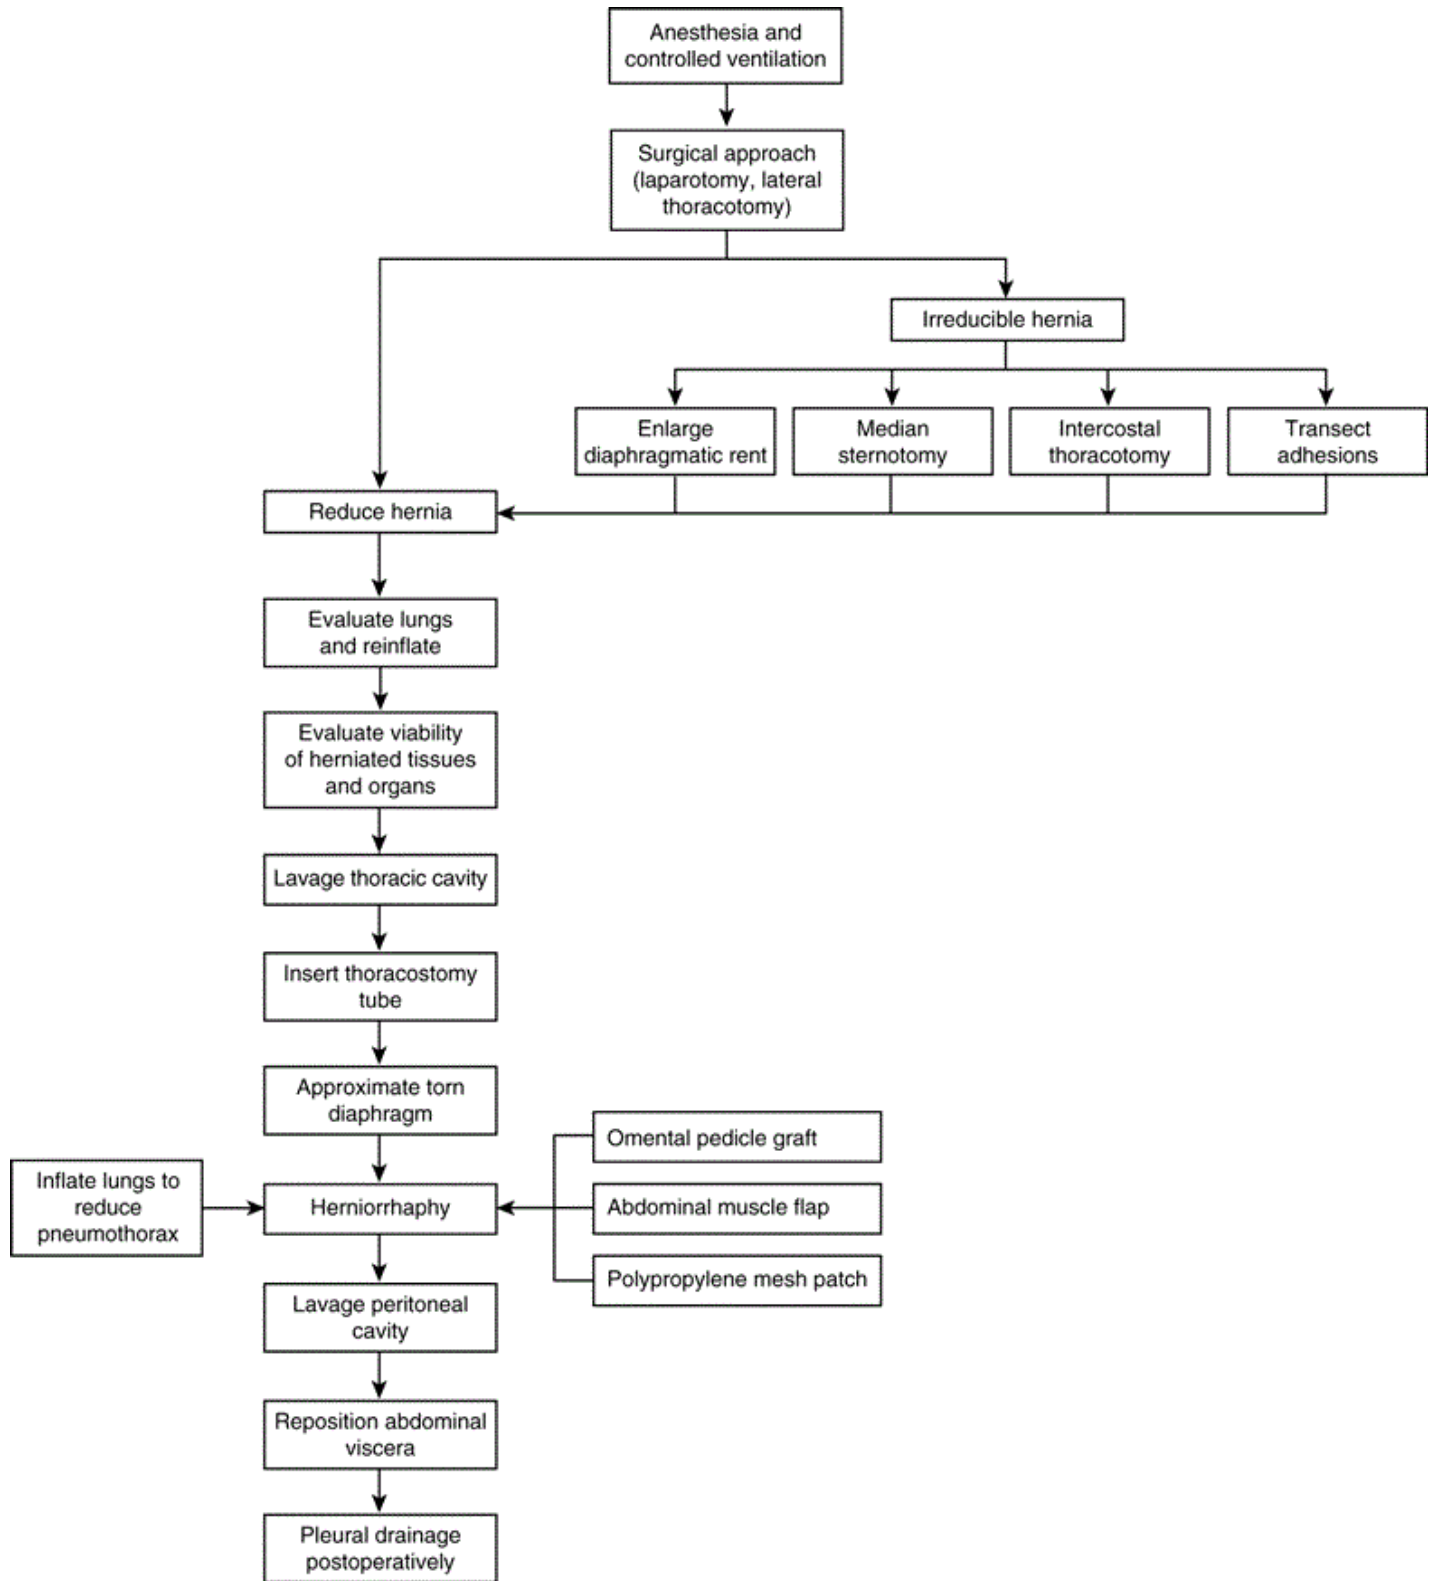 Anesthesia and
controlled ventilation
Surgical approach
(laparotomy, lateral
thoracotomy)
Irreducible hernia
Enlarge
diaphragmatic rent
Median
sternotomy
Intercostal
thoracotomy
Transect
adhesions
Reduce hernia
Evaluate lungs
and reinflate
Evaluate viability
of herniated tissues
and organs
Lavage thoracic cavity
Insert thoracostomy
tube
Approximate torn
diaphragm
Inflate lungs to
reduce
pneumothorax
Herniorrhaphy
Omental pedicle graft
Abdominal muscle flap
Polypropylene mesh patch
Lavage peritoneal
cavity
Reposition abdominal
viscera
Pleural drainage
postoperatively